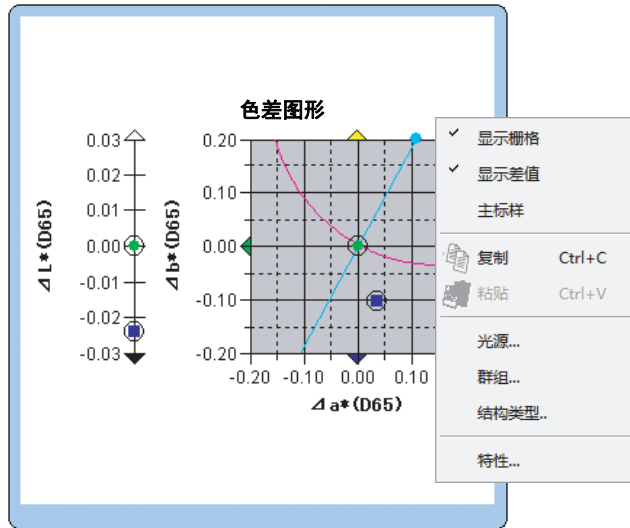 色差图形
0.03
0.02
0.01
0.00
-0.01
-0.02
-0.03
⊿L*(D65)
0.20
0.10
0.00
-0.10
-0.20
⊿b*(D65)
-0.20 -0.10 0.00 0.10
⊿a*(D65)
显示栅格
显示差值
主标样
复制 Ctrl+C
粘贴 Ctrl+V
光源...
群组...
结构类型..
特性...